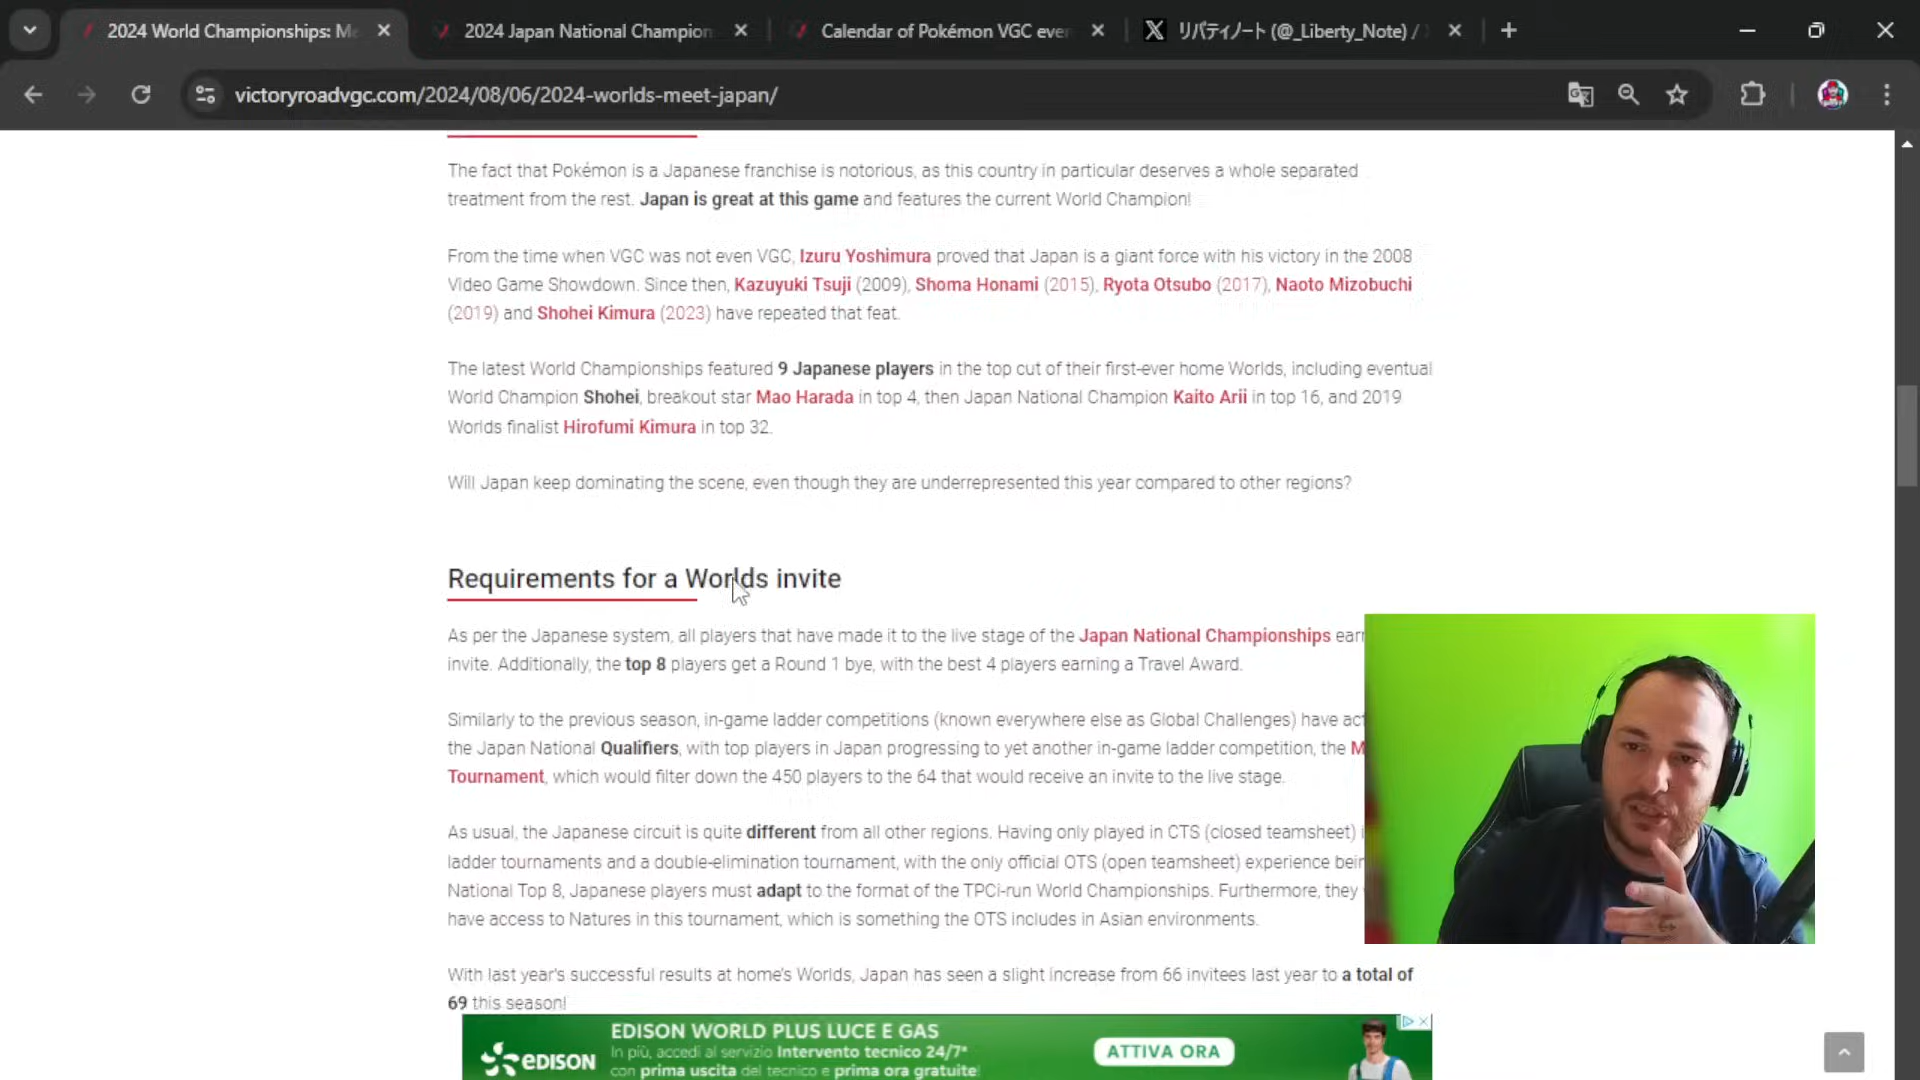 2024 World Championships: Me
2024 Japan National Champion
Calendar of Pokémon VGC eve
リバティノート (@_Liberty_Note) /
victoryroadvgc.com/2024/08/06/2024-worlds-meet-japan/
The fact that Pokémon is a Japanese franchise is notorious, as this country in particular deserves a whole separated
treatment from the rest. Japan is great at this game and features the current World Champion!
From the time when VGC was not even VGC, Izuru Yoshimura proved that Japan is a giant force with his victory in the 2008
Video Game Showdown. Since then, Kazuyuki Tsuji (2009), Shoma Honami (2015), Ryota Otsubo (2017), Naoto Mizobuchi
(2019) and Shohei Kimura (2023) have repeated that feat.
The latest World Championships featured 9 Japanese players in the top cut of their first-ever home Worlds, including eventual
World Champion Shohei, breakout star Mao Harada in top 4, then Japan National Champion Kaito Arii in top 16, and 2019
Worlds finalist Hirofumi Kimura in top 32.
Will Japan keep dominating the scene, even though they are underrepresented this year compared to other regions?
Requirements for a Worlds invite
As per the Japanese system, all players that have made it to the live stage of the Japan National Championships ear
invite. Additionally, the top 8 players get a Round 1 bye, with the best 4 players earning a Travel Award.
Similarly to the previous season, in-game ladder competitions (known everywhere else as Global Challenges) have ac
the Japan National Qualifiers, with top players in Japan progressing to yet another in-game ladder competition, the M
Tournament, which would filter down the 450 players to the 64 that would receive an invite to the live stage.
As usual, the Japanese circuit is quite different from all other regions. Having only played in CTS (closed teamsheet) i
ladder tournaments and a double-elimination tournament, with the only official OTS (open teamsheet) experience bei
National Top 8, Japanese players must adapt to the format of the TPCi-run World Championships. Furthermore, they
have access to Natures in this tournament, which is something the OTS includes in Asian environments.
With last year's successful results at home's Worlds, Japan has seen a slight increase from 66 invitees last year to a total of
69 this season!
EDISON WORLD PLUS LUCE E GAS
In più, accedi al servizio Intervento tecnico 24/7*
con prima uscita del tecnico e prima ora gratuite!
EDISON
ATTIVA ORA